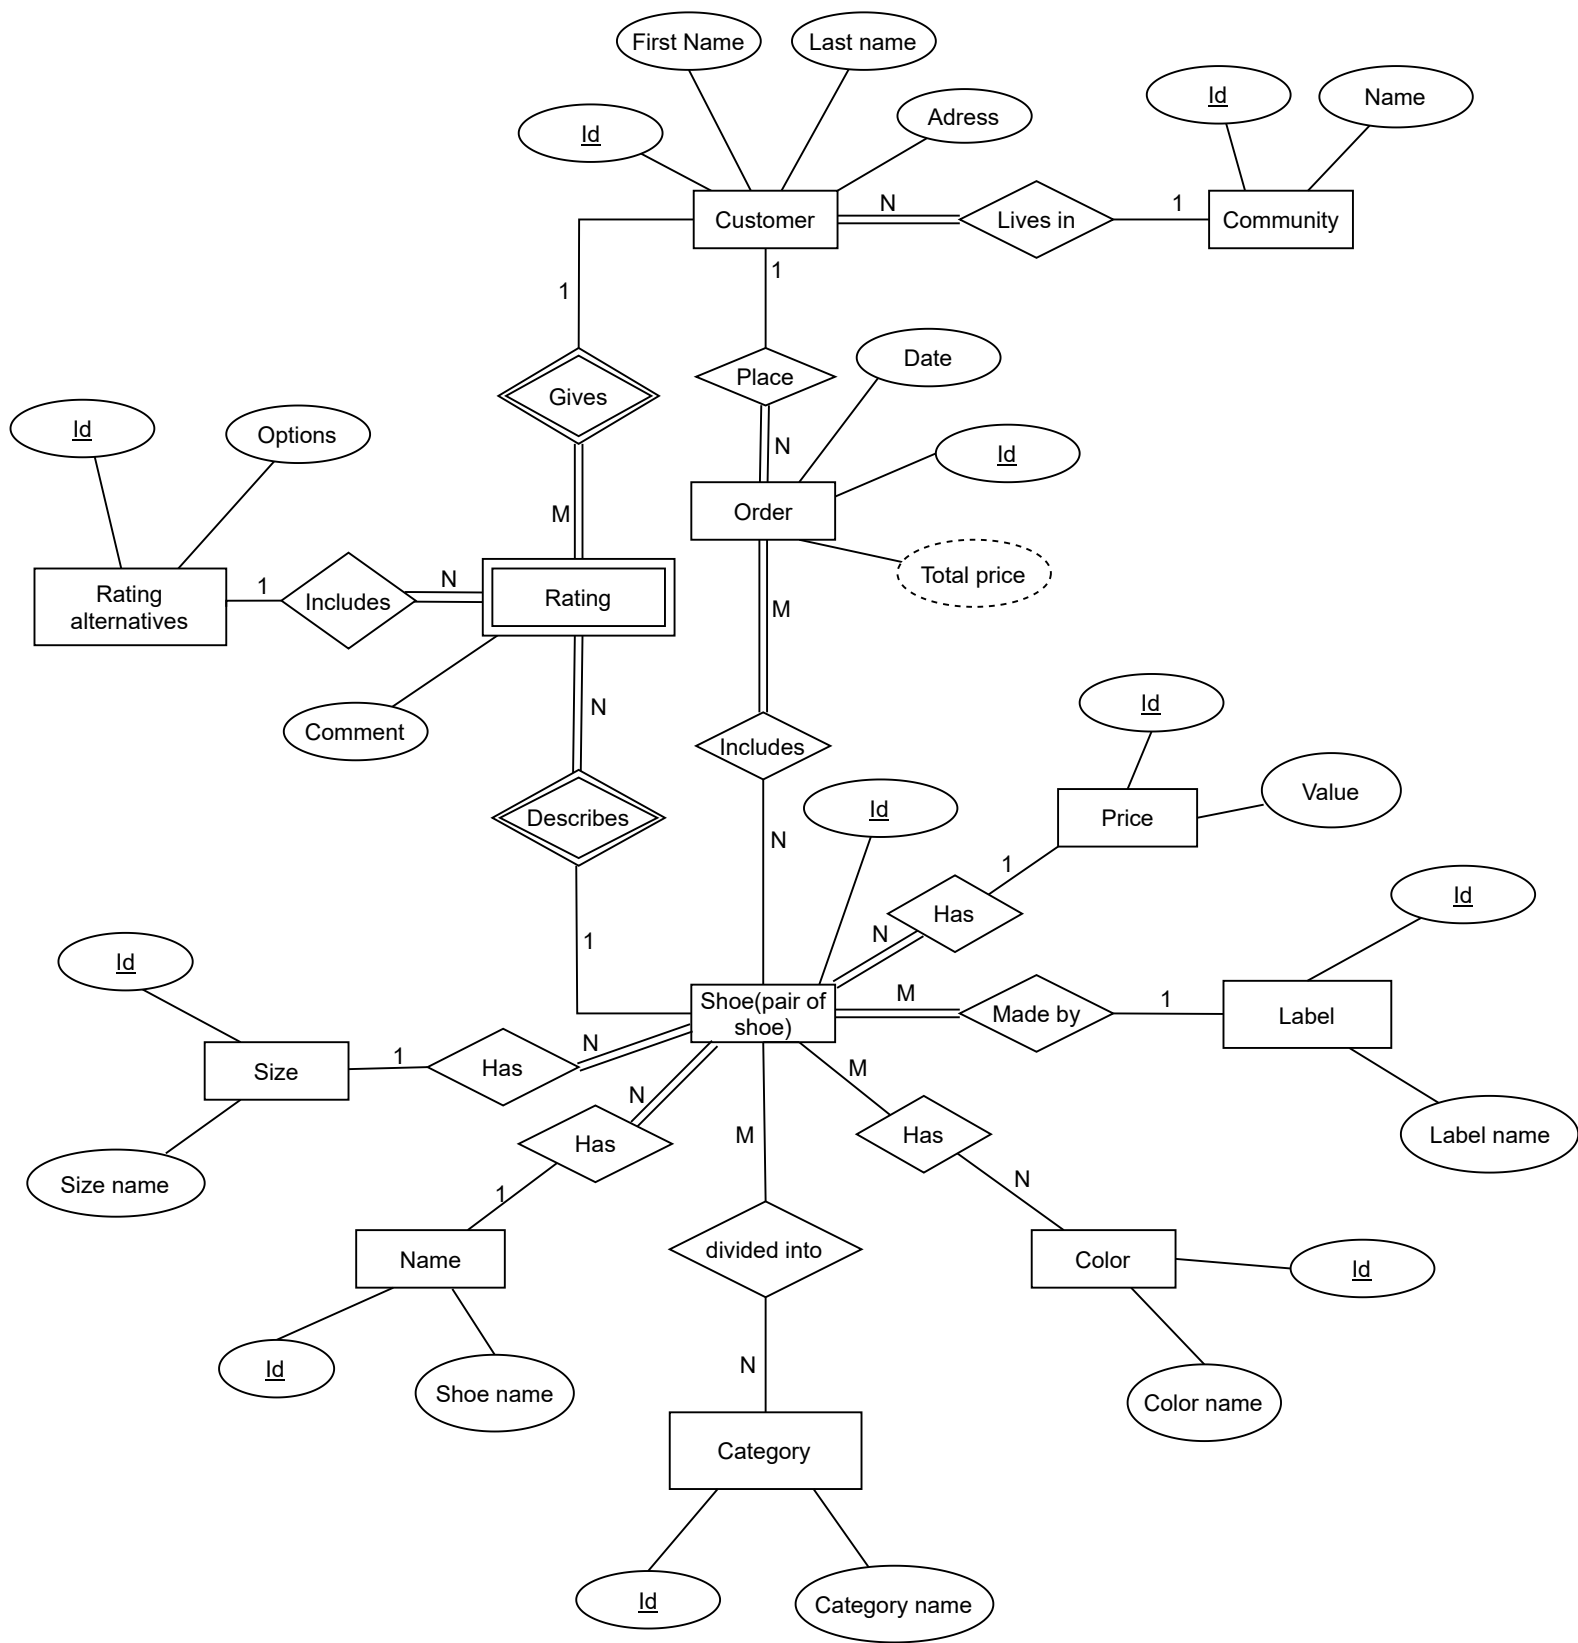 First Name
Last name
Id
Name
Adress
Id
Customer
N
Lives in
1
Community
1
1
Date
Place
Gives
Id
Options
N
Id
M
Order
Total price
1
N
Rating
alternatives
Includes
Rating
M
Id
N
Comment
Includes
Value
Id
Price
Describes
N
1
Id
Has
N
1
Id
M
1
Shoe(pair of
shoe)
Made by
Label
N
1
Size
Has
M
N
M
Has
Has
Label name
Size name
N
1
divided into
Name
Color
Id
N
Id
Shoe name
Color name
Category
Id
Category name